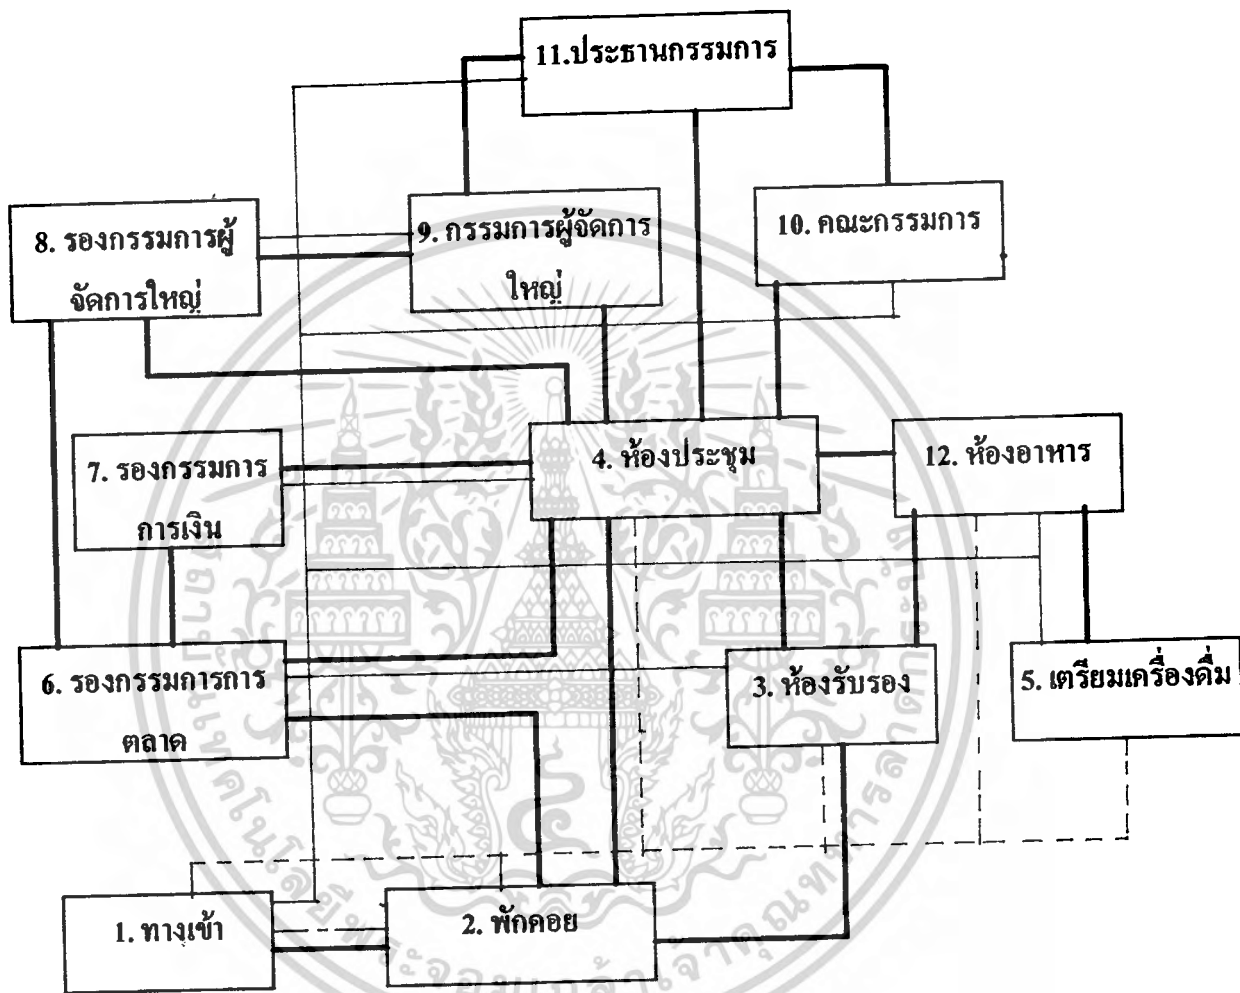 11.ประธานกรรมการ
8. รองกรรมการผู้
จัดการใหญ่
9. กรรมการผู้จัดการ
ใหญ่
10. คณะกรรมการ
7. รองกรรมการ
การเงิน
4. ห้องประชุม
12. ห้องอาหาร
6. รองกรรมการการ
ตลาด
3. ห้องรับรอง
5. เตรียมเครื่องดื่ม
1. ทางเข้า
2. พักคอย